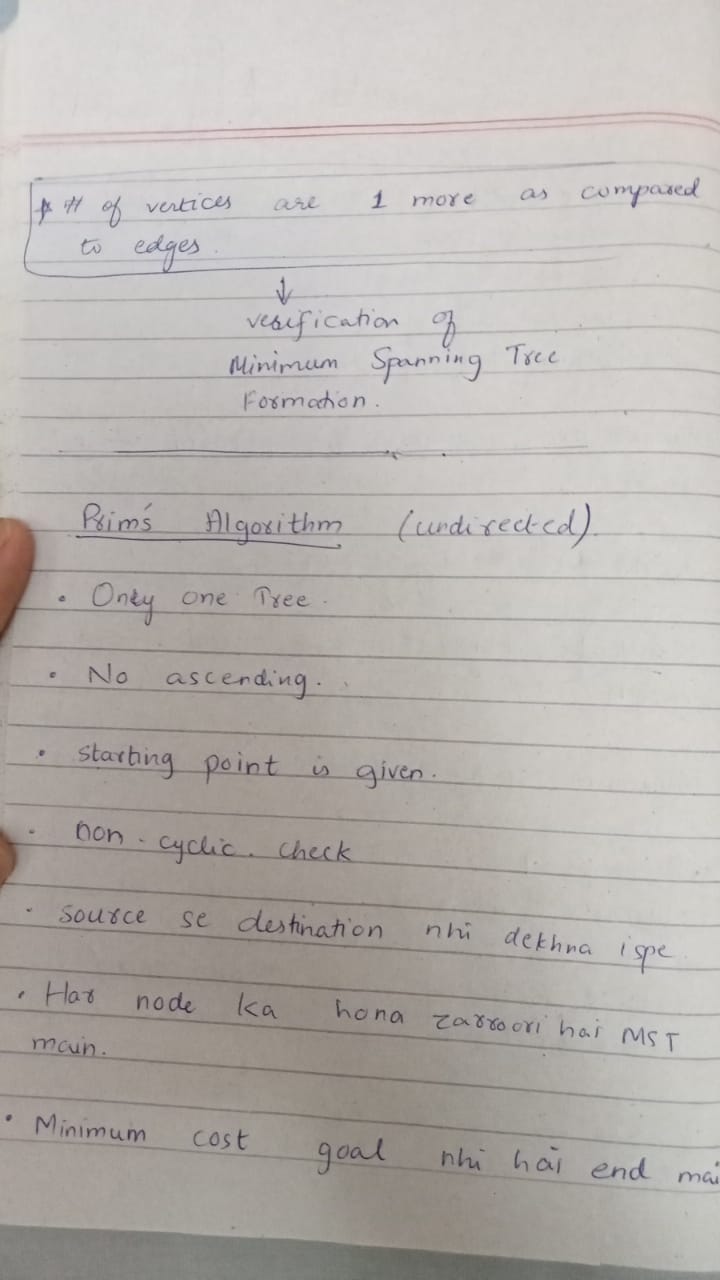 * # of vertices are 1 more as compared
to edges.
↓
verification of
Minimum Spanning Tree
Formation.
Prim's Algorithm (undirected)
• Only one Tree.
• No ascending.
• starting point is given.
• non-cyclic. check
• source se destination nhi dekhna ispe
• Har node ka hona zarroori hai MST
main.
• Minimum cost goal nhi hai end mai